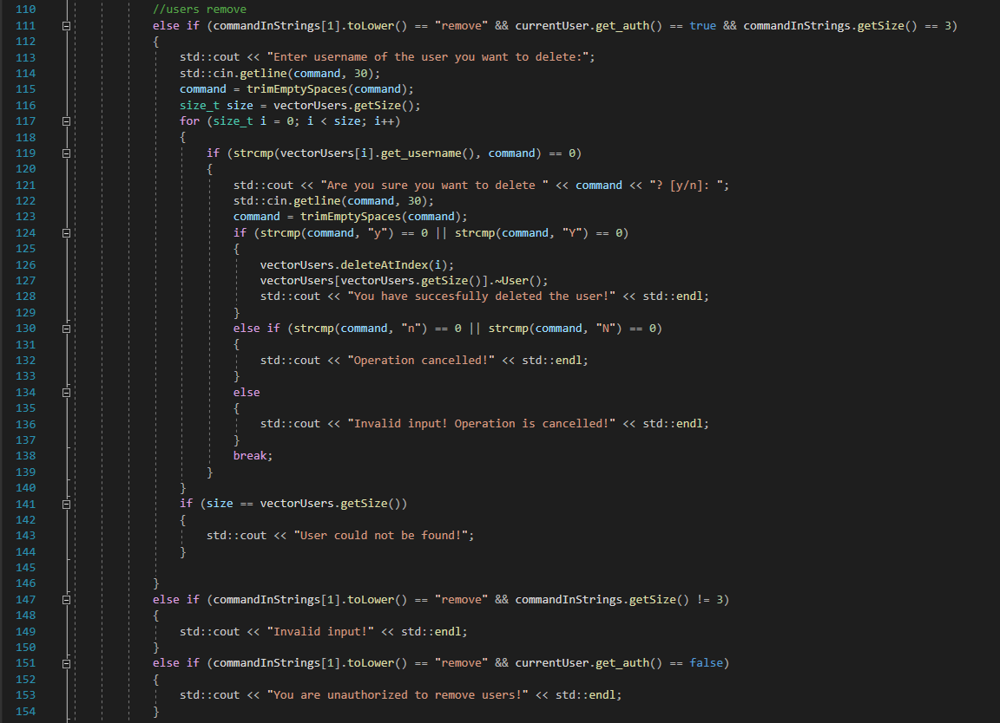 110 //users remove
111 else if (commandInStrings[1].toLower() == "remove" && currentUser.get_auth() == true && commandInStrings.getSize() == 3)
112 {
113 std::cout << "Enter username of the user you want to delete:";
114 std::cin.getline(command, 30);
115 command = trimEmptySpaces(command);
116 size_t size = vectorUsers.getSize();
117 for (size_t i = 0; i < size; i++)
118 {
119 if (strcmp(vectorUsers[i].get_username(), command) == 0)
120 {
121 std::cout << "Are you sure you want to delete " << command << "? [y/n]: ";
122 std::cin.getline(command, 30);
123 command = trimEmptySpaces(command);
124 if (strcmp(command, "y") == 0 || strcmp(command, "Y") == 0)
125 {
126 vectorUsers.deleteAtIndex(i);
127 vectorUsers[vectorUsers.getSize()].~User();
128 std::cout << "You have succesfully deleted the user!" << std::endl;
129 }
130 else if (strcmp(command, "n") == 0 || strcmp(command, "N") == 0)
131 {
132 std::cout << "Operation cancelled!" << std::endl;
133 }
134 else
135 {
136 std::cout << "Invalid input! Operation is cancelled!" << std::endl;
137 }
138 break;
139 }
140 }
141 if (size == vectorUsers.getSize())
142 {
143 std::cout << "User could not be found!";
144 }
145
146 }
147 else if (commandInStrings[1].toLower() == "remove" && commandInStrings.getSize() != 3)
148 {
149 std::cout << "Invalid input!" << std::endl;
150 }
151 else if (commandInStrings[1].toLower() == "remove" && currentUser.get_auth() == false)
152 {
153 std::cout << "You are unauthorized to remove users!" << std::endl;
154 }